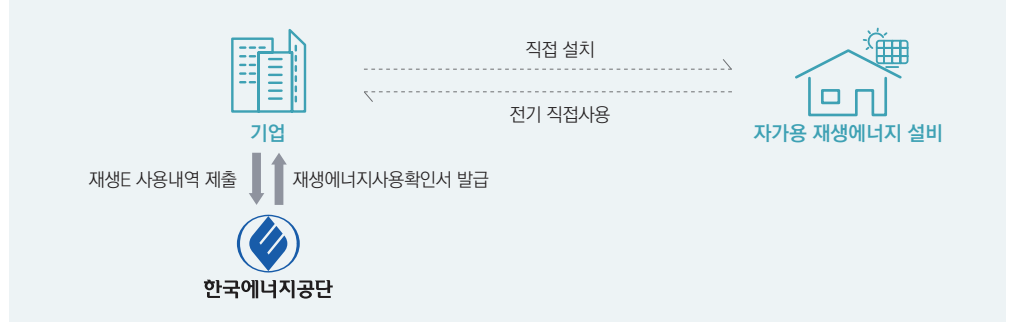 직접 설치
전기 직접사용
기업
자가용 재생에너지 설비
재생E 사용내역 제출
재생에너지사용확인서 발급
한국에너지공단